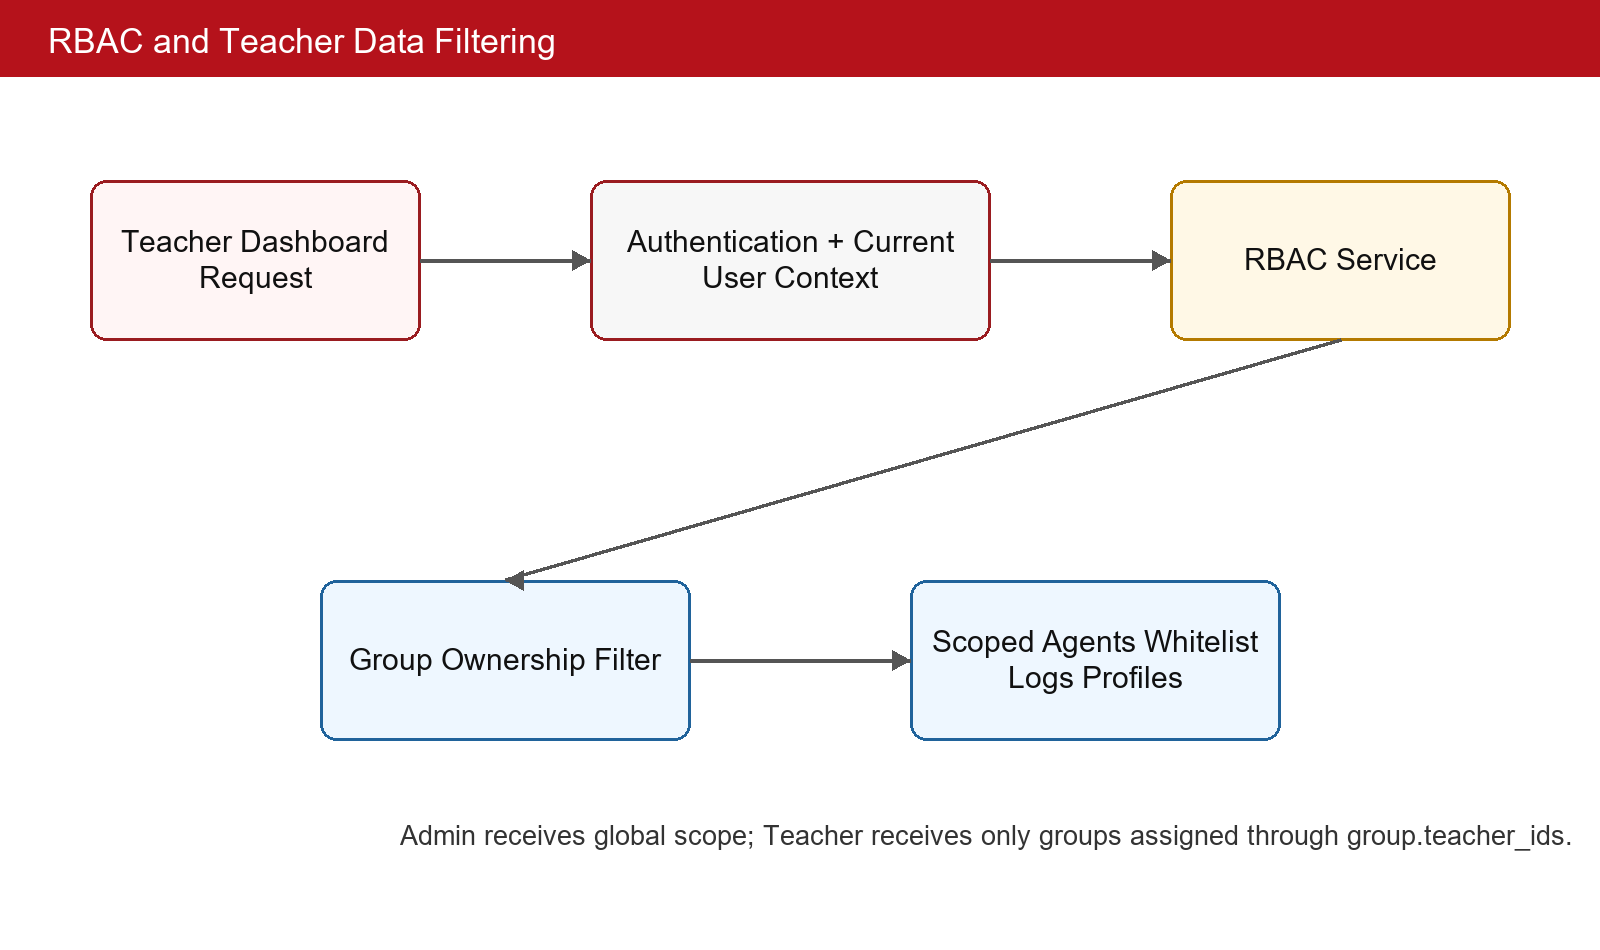 RBAC and Teacher Data Filtering
Teacher Dashboard
Request
Authentication + Current
User Context
RBAC Service
Group Ownership Filter
Scoped Agents Whitelist
Logs Profiles
Admin receives global scope; Teacher receives only groups assigned through group.teacher_ids.